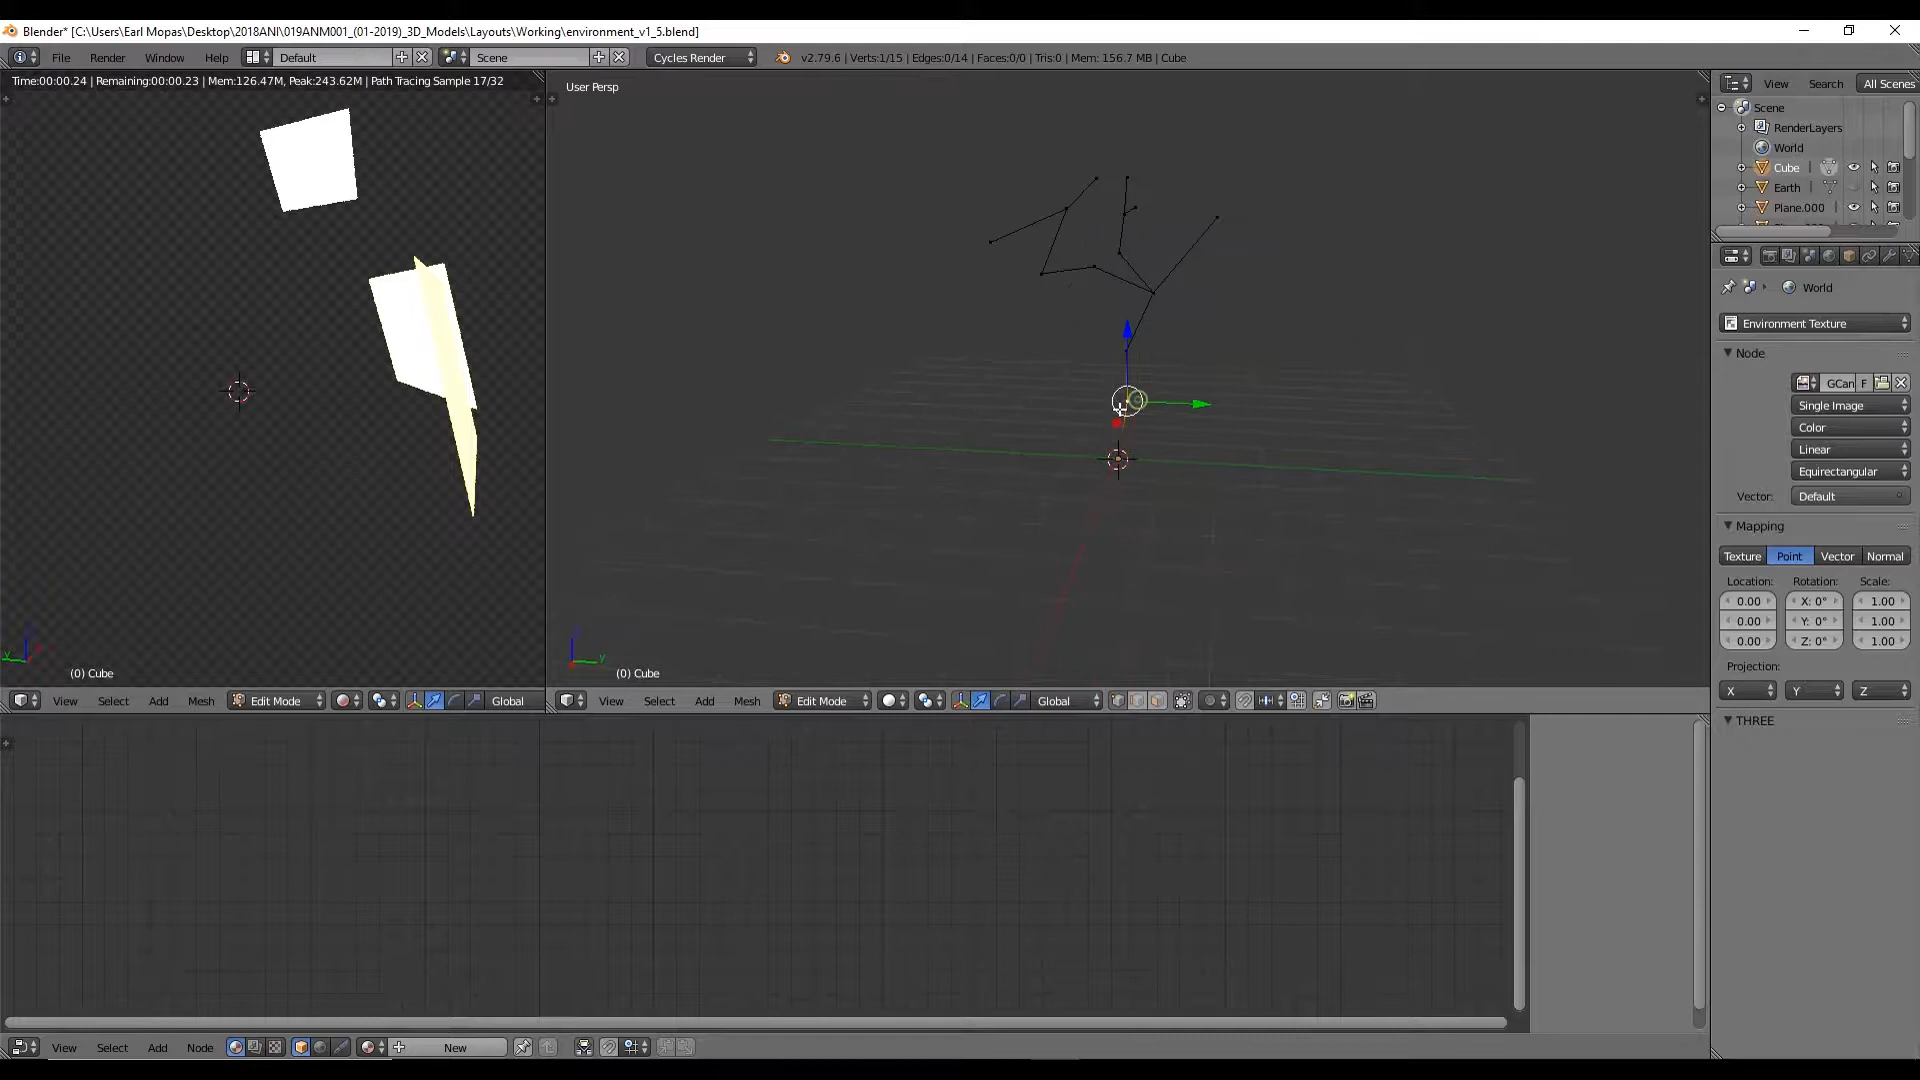 Blender* [C:\Users\Earl Mopas\Desktop\2018ANI\019ANM001_(01-2019)_3D_Models\Layouts\Working\environment_v1_5.blend]
File Render Window Help Default Scene Cycles Render v2.79.6 | Verts:1/15 | Edges:0/14 | Faces:0/0 | Tris:0 | Mem: 156.7 MB | Cube
Time:00:00.24 | Remaining:00:00.23 | Mem:126.47M, Peak:243.62M | Path Tracing Sample 17/32
User Persp
View Search All Scenes
Scene
RenderLayers
World
Cube
Earth
Plane.000
World
Environment Texture
Node
GCan F
Single Image
Color
Linear
Equirectangular
Vector: Default
Mapping
Texture Point Vector Normal
Location: Rotation: Scale:
0.00 X: 0° 1.00
0.00 Y: 0° 1.00
0.00 Z: 0° 1.00
Projection:
X Y Z
THREE
y
(0) Cube
y
(0) Cube
View Select Add Mesh Edit Mode Global
View Select Add Mesh Edit Mode Global
View Select Add Node New